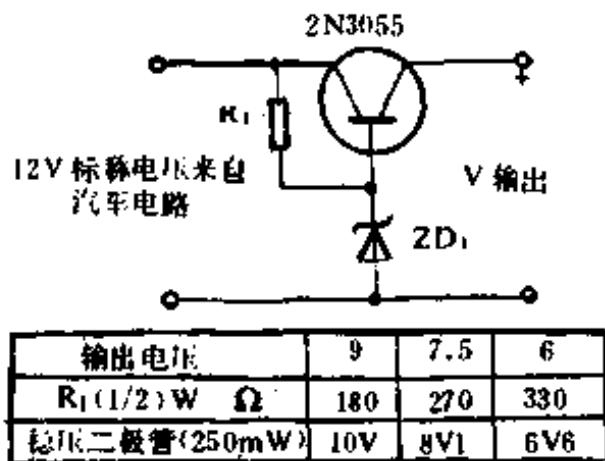 2N3055
R₁
12V 标称电压来自
汽车电路
V 输出
ZD₁
输出电压 9 7.5 6
R₁(1/2)W Ω 180 270 330
稳压二极管(250mW) 10V 8V1 6V6